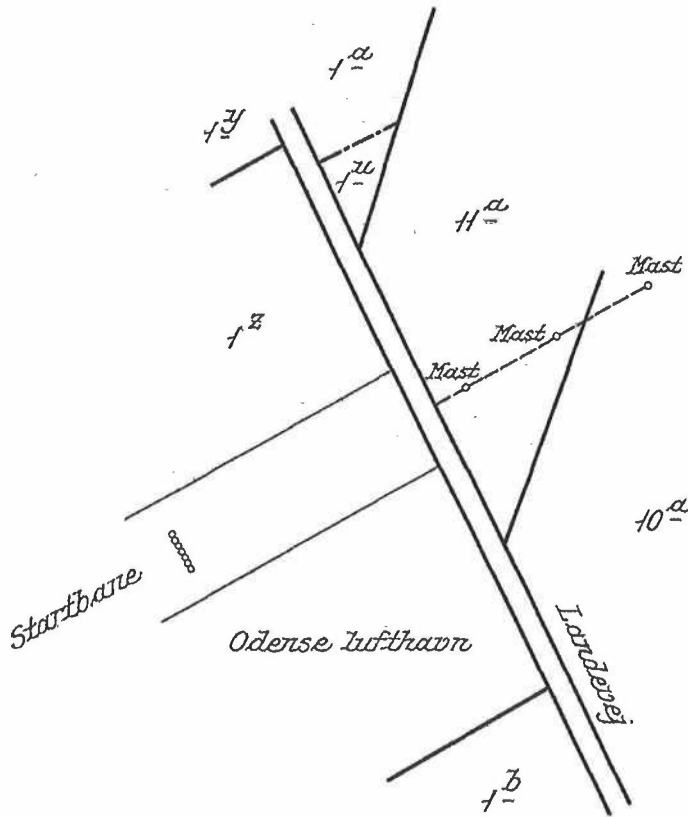 1a
1y
1u
11a
Mast
Mast
1z
Mast
10a
Startbane
Odense lufthavn
Landevej
1b